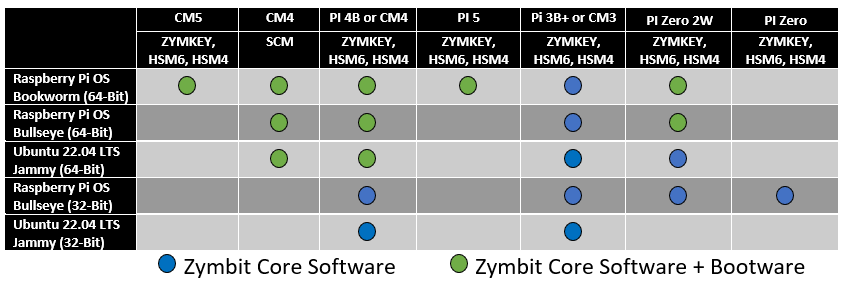 CM5 CM4 PI 4B or CM4 PI 5 Pi 3B+ or CM3 PI Zero 2W PI Zero
ZYMKEY, SCM ZYMKEY, ZYMKEY, ZYMKEY, ZYMKEY, ZYMKEY,
HSM6, HSM4 HSM6, HSM4 HSM6, HSM4 HSM6, HSM4 HSM6, HSM4 HSM6, HSM4
Raspberry Pi OS
Bookworm (64-Bit)
Raspberry Pi OS
Bullseye (64-Bit)
Ubuntu 22.04 LTS
Jammy (64-Bit)
Raspberry Pi OS
Bullseye (32-Bit)
Ubuntu 22.04 LTS
Jammy (32-Bit)
Zymbit Core Software Zymbit Core Software + Bootware